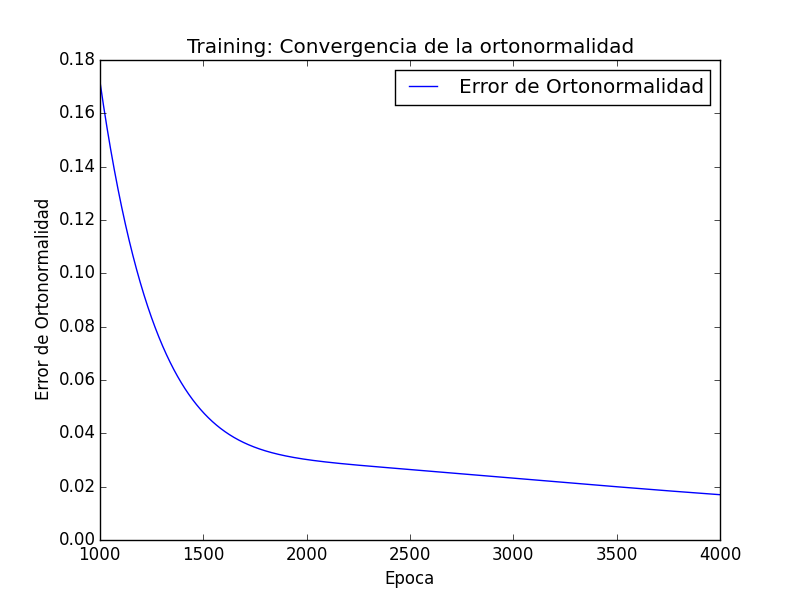 Training: Convergencia de la ortonormalidad
Error de Ortonormalidad
Error de Ortonormalidad
0.18
0.16
0.14
0.12
0.10
0.08
0.06
0.04
0.02
0.00
1000 1500 2000 2500 3000 3500 4000
Epoca